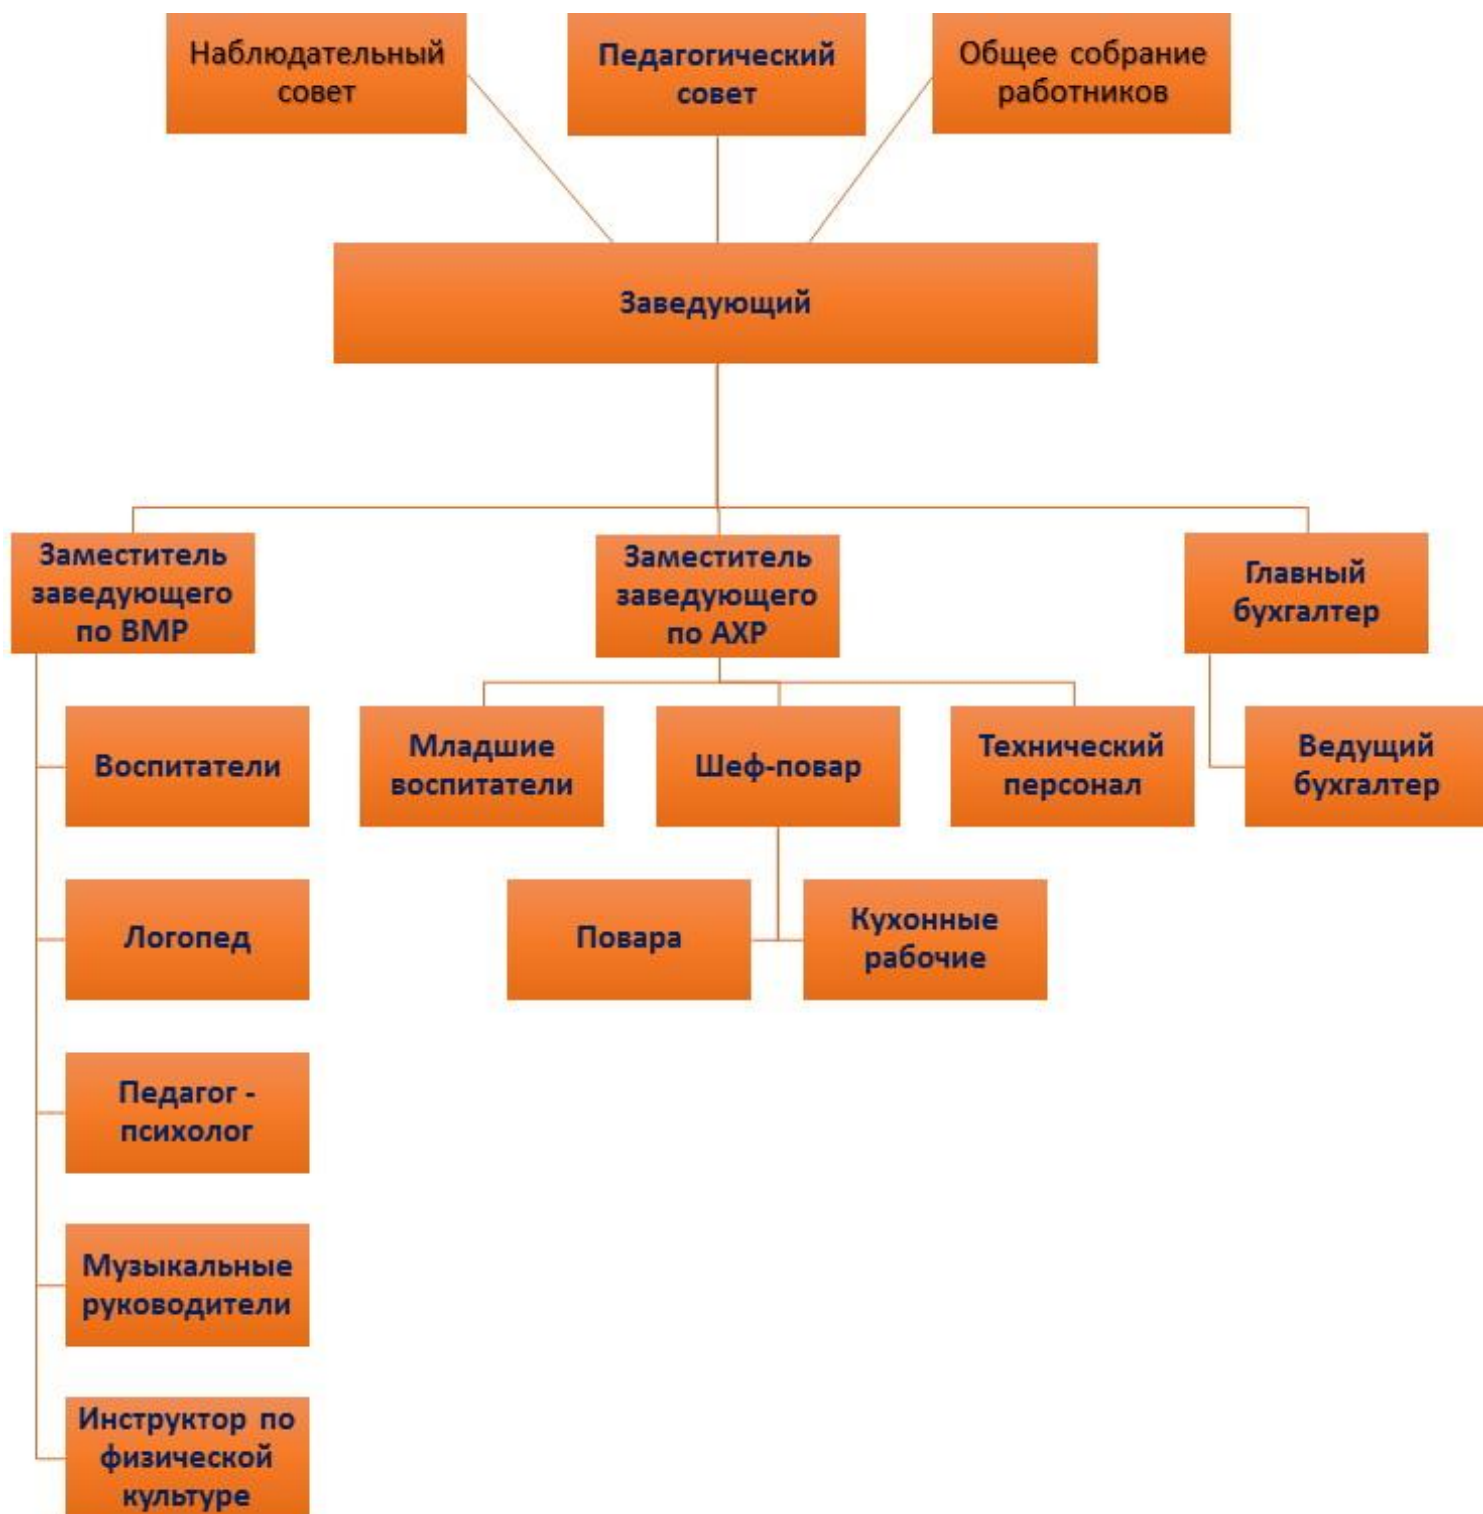 Наблюдательный
совет
Педагогический
совет
Общее собрание
работников
Заведующий
Заместитель
заведующего
по ВМР
Заместитель
заведующего
по АХР
Главный
бухгалтер
Воспитатели
Младшие
воспитатели
Шеф-повар
Технический
персонал
Ведущий
бухгалтер
Логопед
Повара
Кухонные
рабочие
Педагог -
психолог
Музыкальные
руководители
Инструктор по
физической
культуре